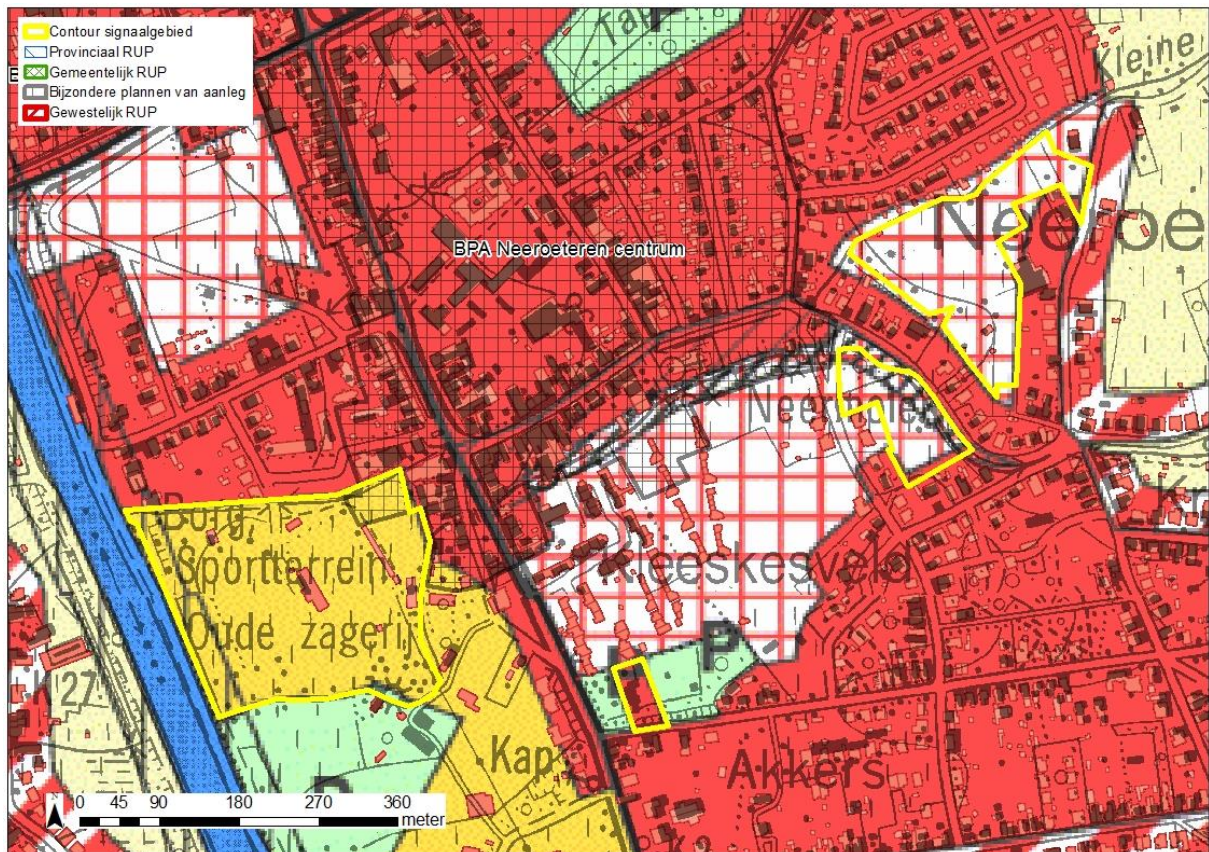 Contour signaalgebied
Provinciaal RUP
Gemeentelijk RUP
Bijzondere plannen van aanleg
Gewestelijk RUP
Kleine
Neeroe
BPA Neeroeteren centrum
Borg
Sportterrein
Oude zagerij
Kleeskesveld
P
Kap
Akkers
Kr
0 45 90 180 270 360
meter